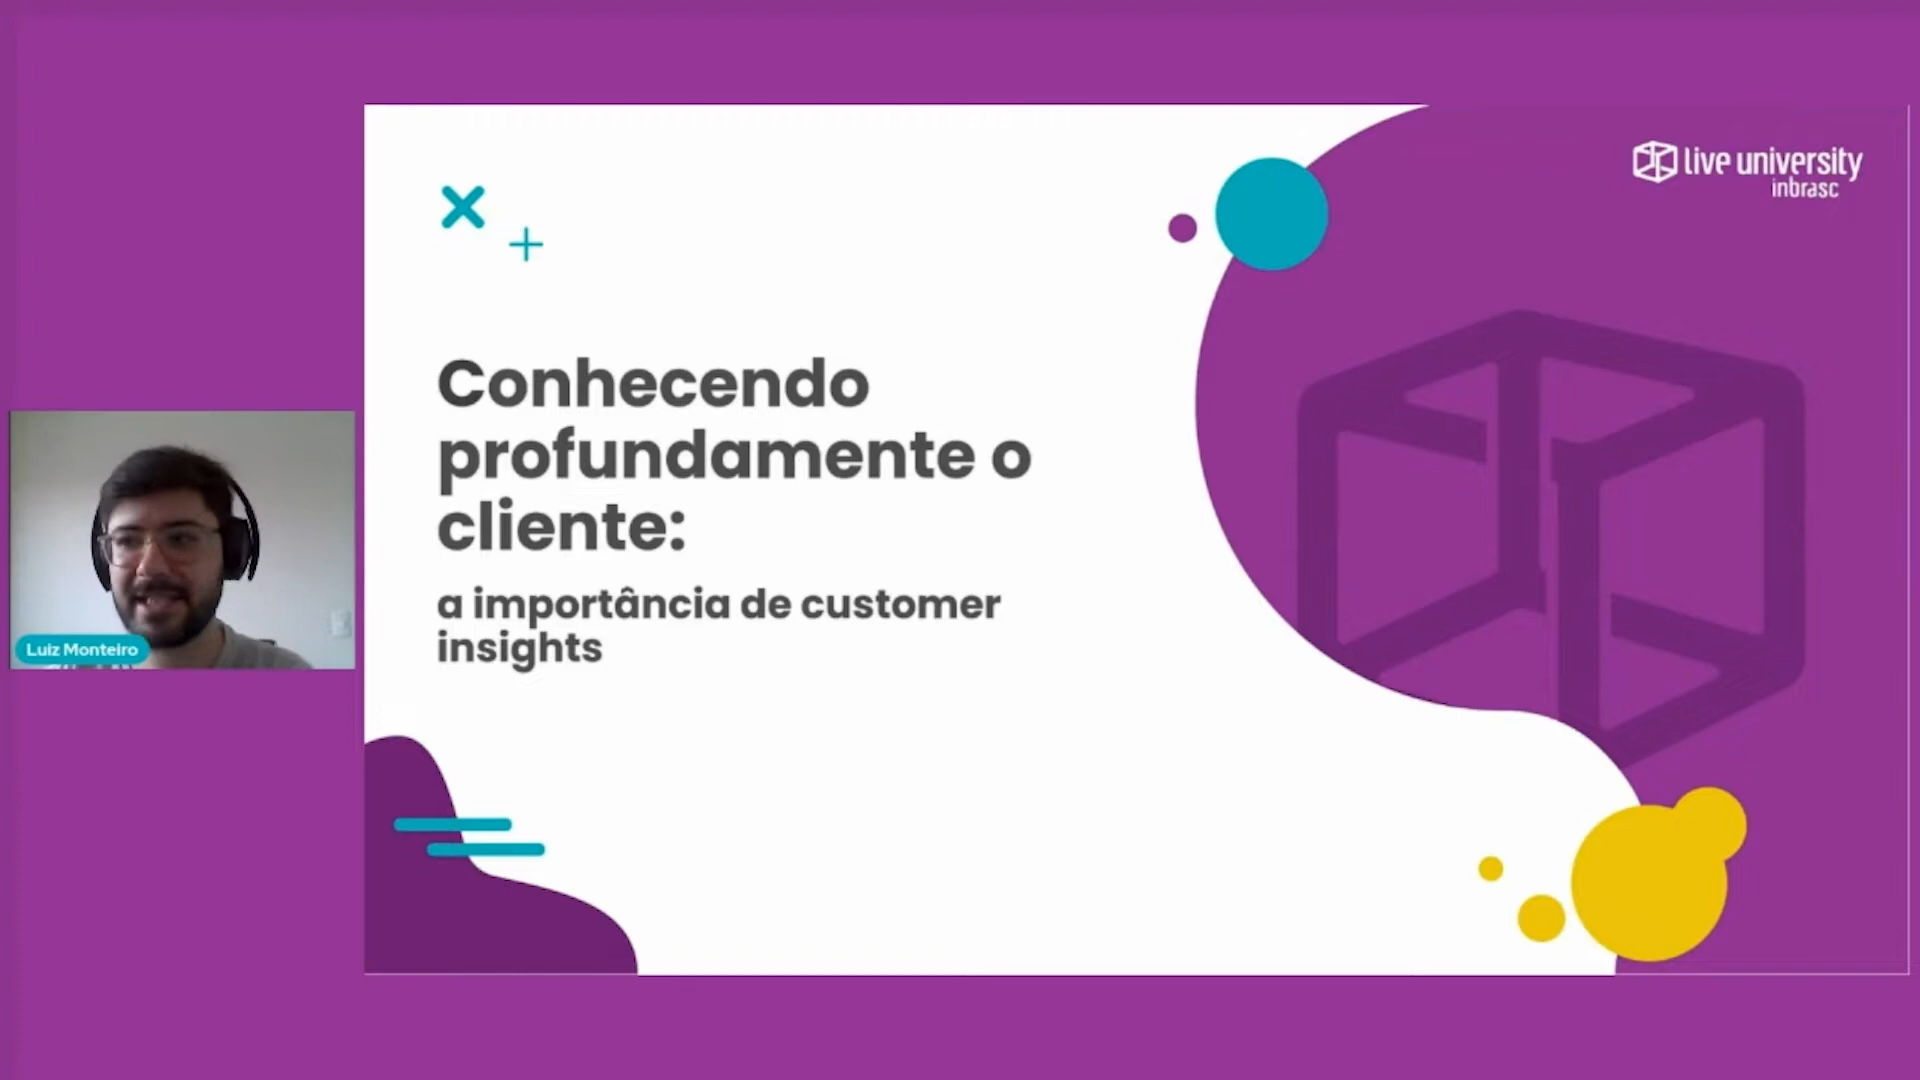 live university
inbrasc
Conhecendo
profundamente o
cliente:
a importância de customer
insights
Luiz Monteiro